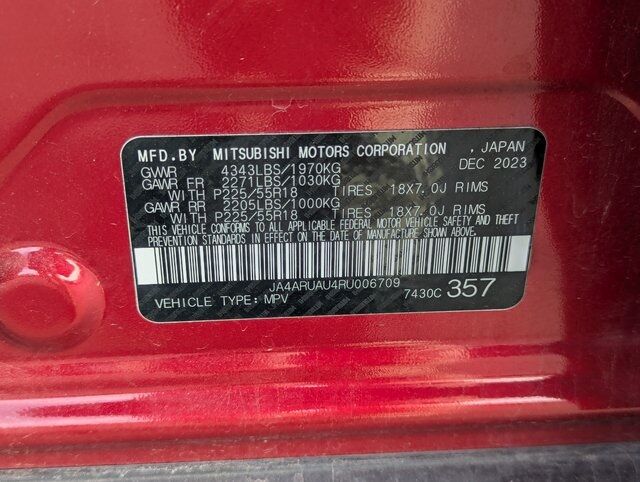 MFD.BY MITSUBISHI MOTORS CORPORATION , JAPAN
GVWR 4343LBS/1970KG DEC 2023
GAWR FR 2271LBS/1030KG
WITH P225/55R18 TIRES 18X7.0J RIMS
GAWR RR 2205LBS/1000KG
WITH P225/55R18 TIRES 18X7.0J RIMS
THIS VEHICLE CONFORMS TO ALL APPLICABLE FEDERAL MOTOR VEHICLE SAFETY AND THEFT
PREVENTION STANDARDS IN EFFECT ON THE DATE OF MANUFACTURE SHOWN ABOVE.
JA4ARUAU4RU006709
VEHICLE TYPE: MPV 7430C 357